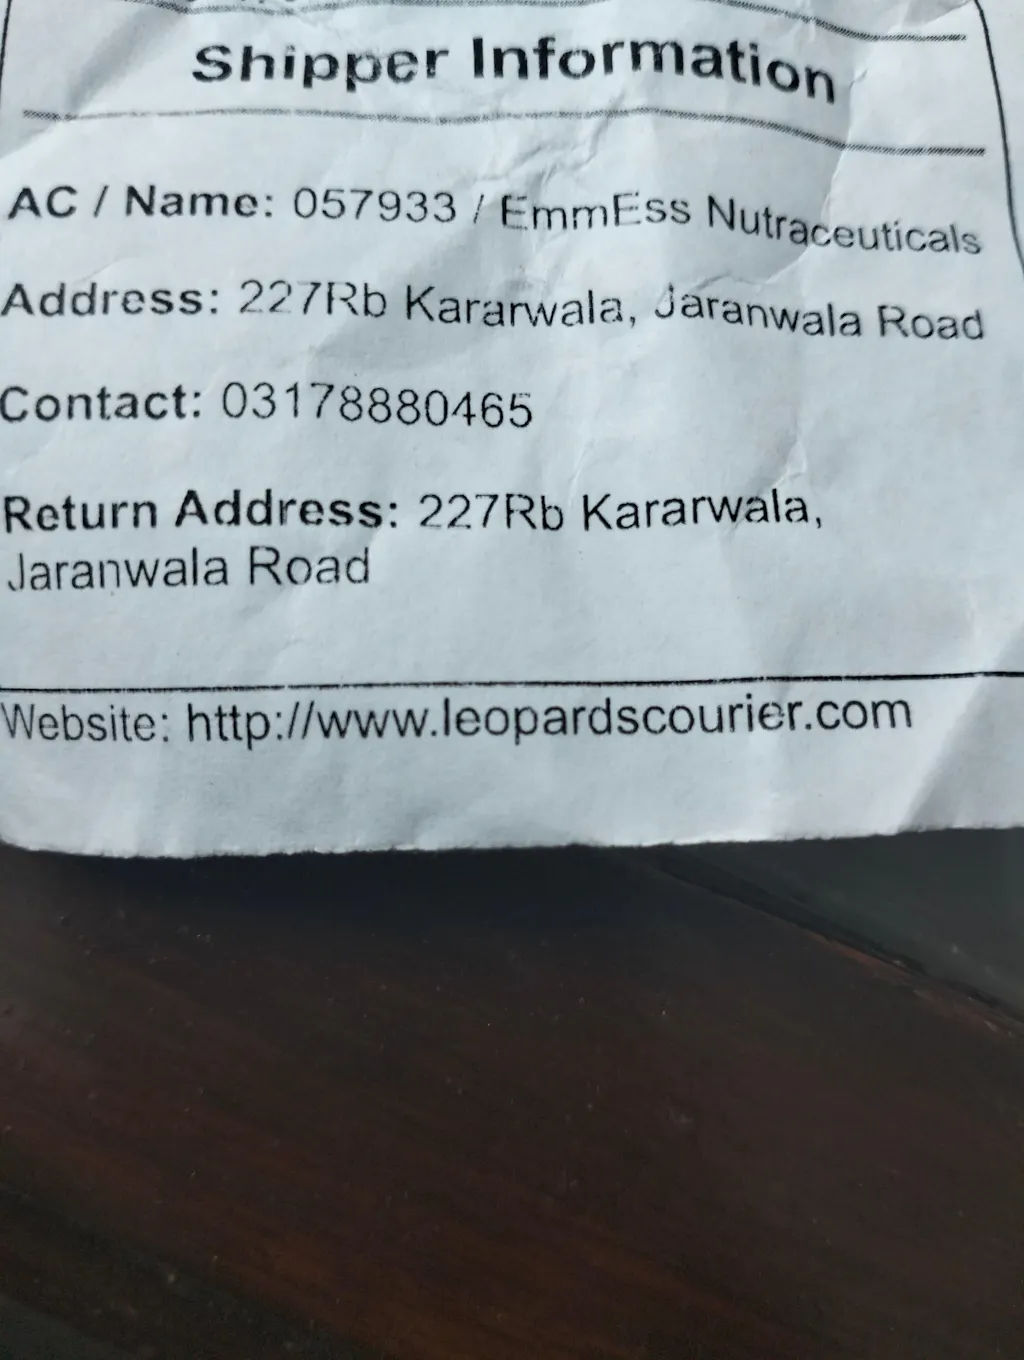 Shipper Information
AC / Name: 057933 / EmmEss Nutraceuticals
Address: 227Rb Kararwala, Jaranwala Road
Contact: 03178880465
Return Address: 227Rb Kararwala,
Jaranwala Road
Website: http://www.leopardscourier.com